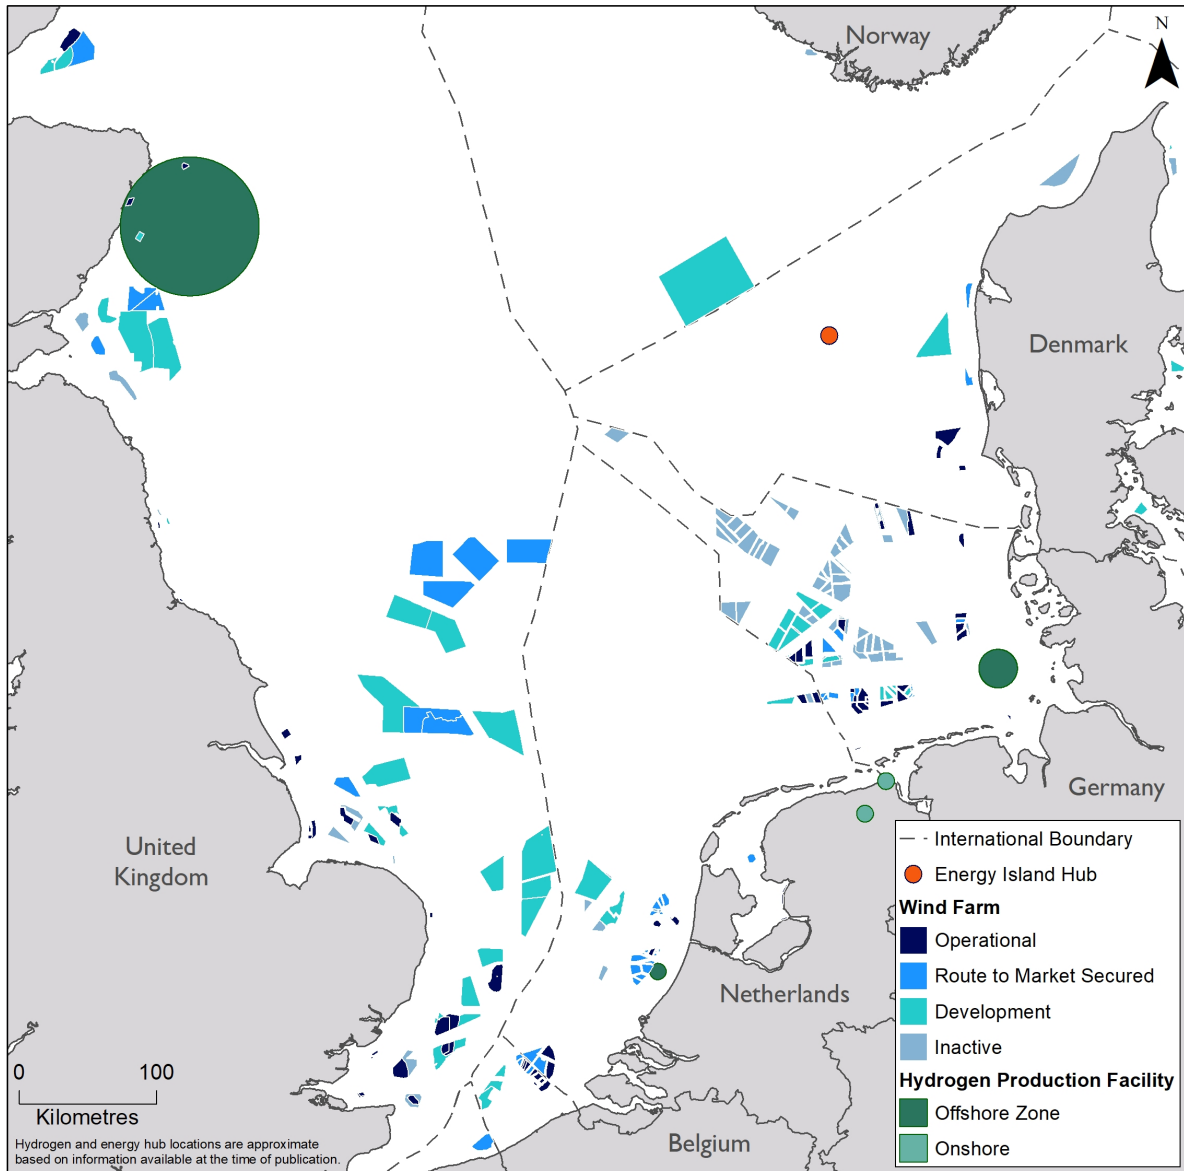 Norway
N
Denmark
Germany
United
Kingdom
Netherlands
Belgium
International Boundary
Energy Island Hub
Wind Farm
Operational
Route to Market Secured
Development
Inactive
Hydrogen Production Facility
Offshore Zone
Onshore
0 100
Kilometres
Hydrogen and energy hub locations are approximate
based on information available at the time of publication.